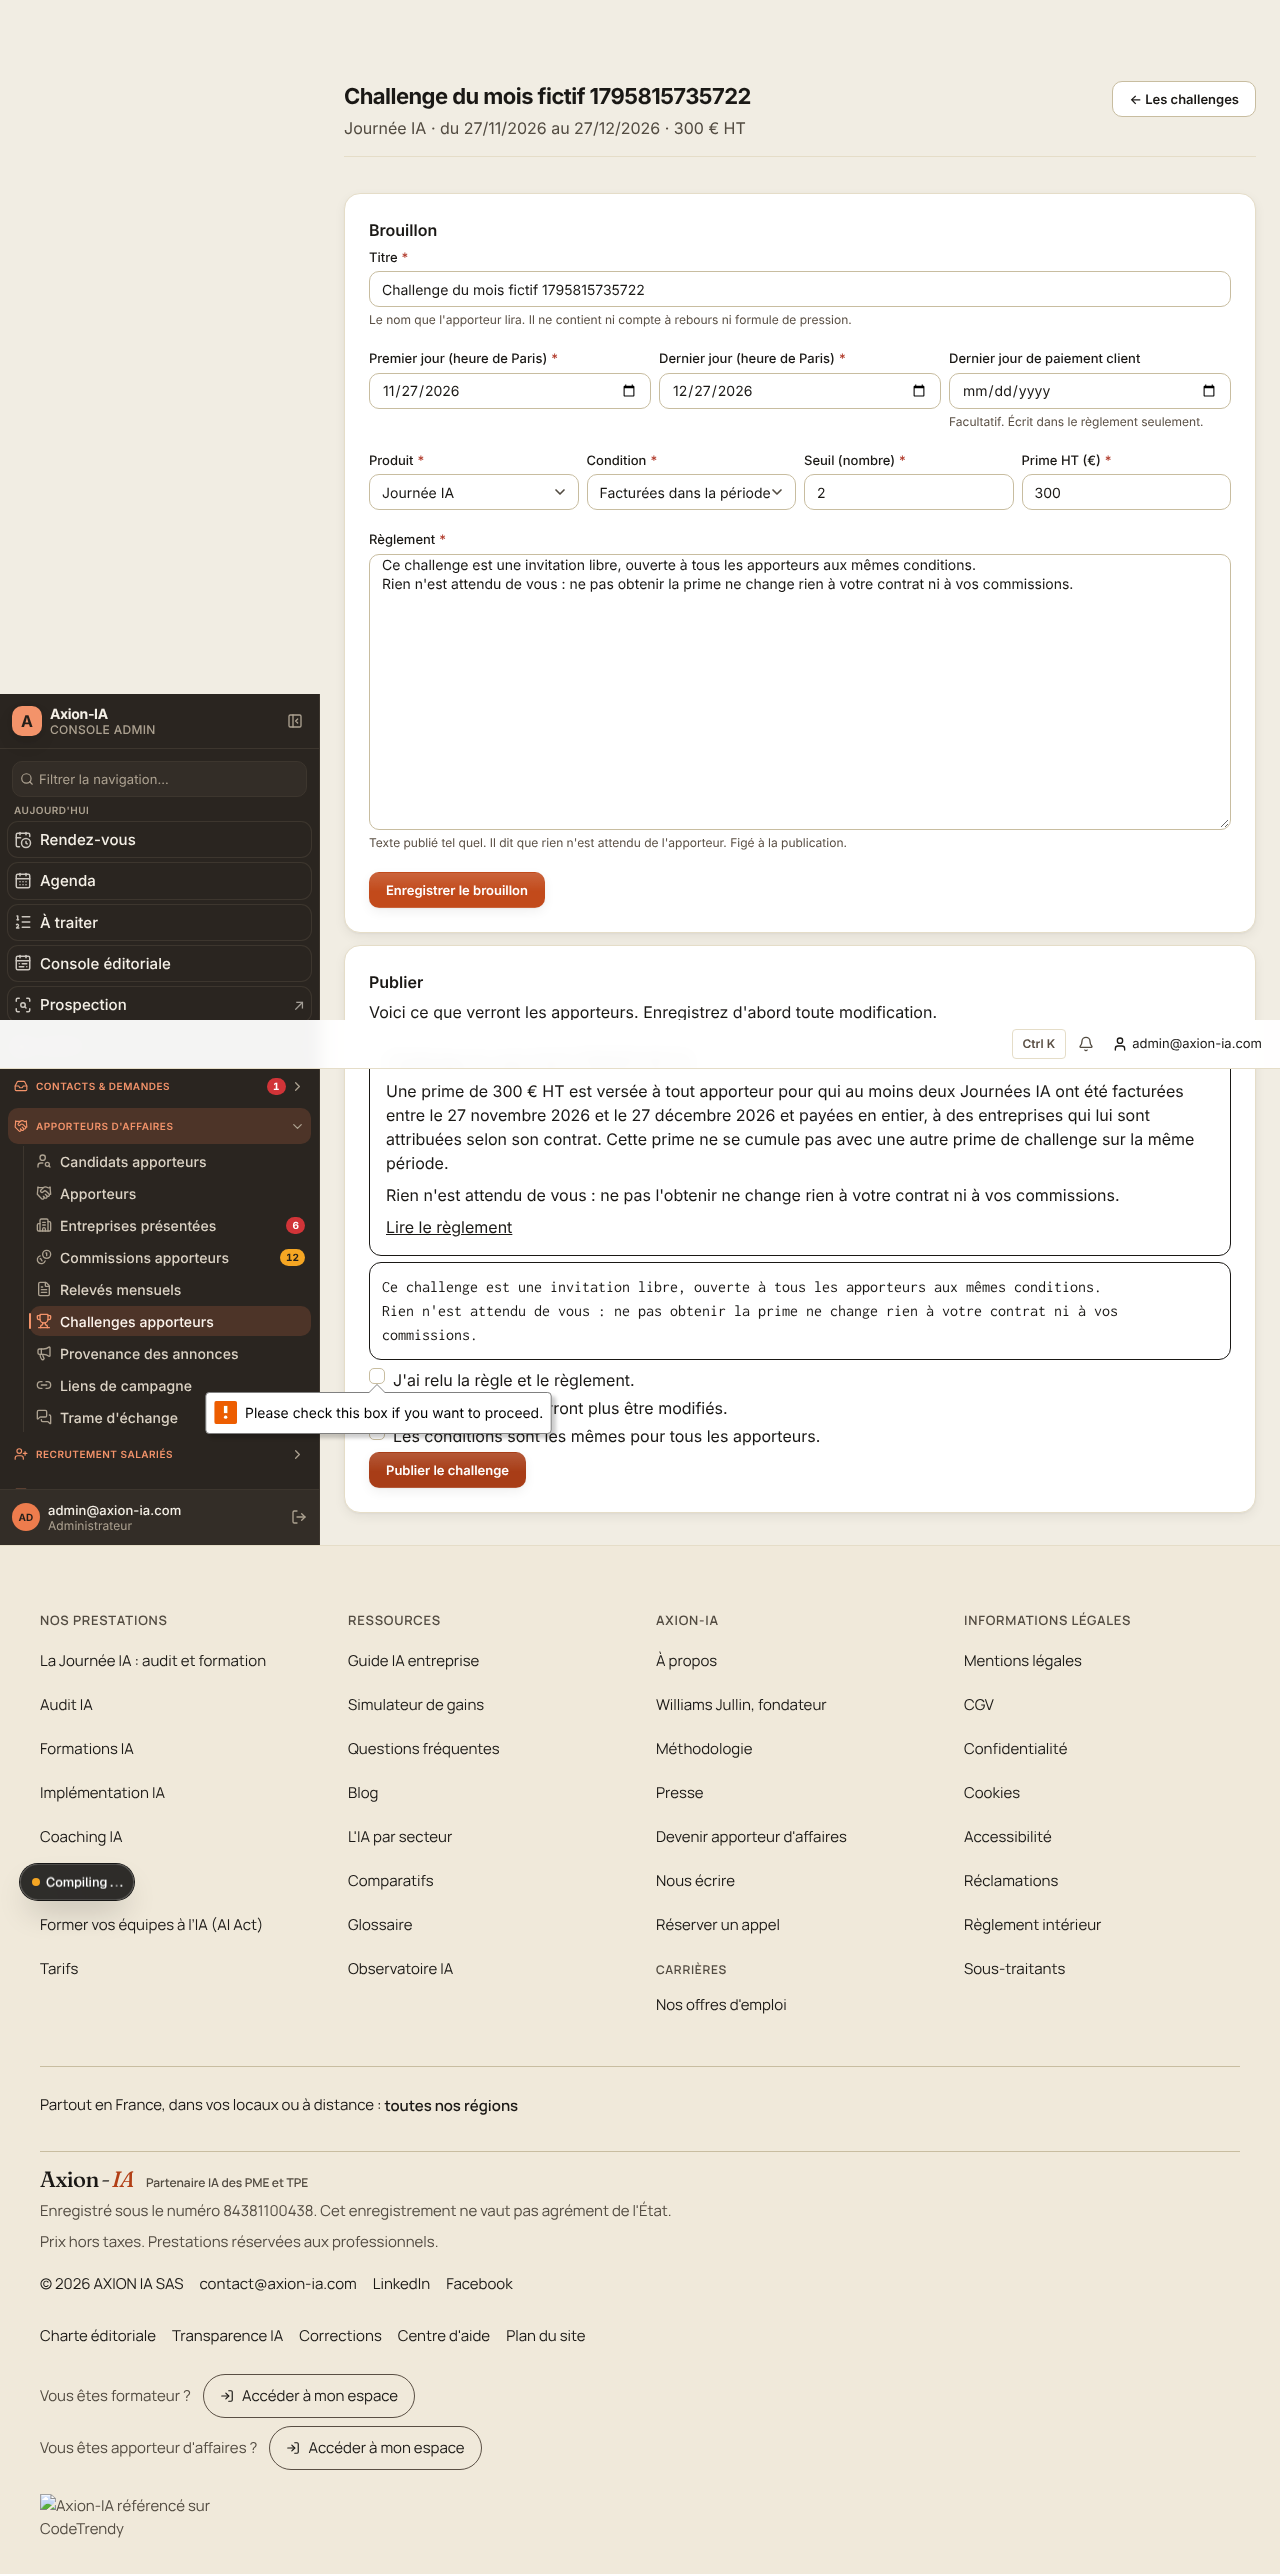 Challenge du mois fictif 1795815735722
← Les challenges
Journée IA · du 27/11/2026 au 27/12/2026 · 300 € HT
Brouillon
Titre *
Challenge du mois fictif 1795815735722
Le nom que l'apporteur lira. Il ne contient ni compte à rebours ni formule de pression.
Premier jour (heure de Paris) *
Dernier jour (heure de Paris) *
Dernier jour de paiement client
11/27/2026
12/27/2026
mm/dd/yyyy
Facultatif. Écrit dans le règlement seulement.
Produit *
Condition *
Seuil (nombre) *
Prime HT (€) *
Journée IA
Facturées dans la période
2
300
Règlement *
Ce challenge est une invitation libre, ouverte à tous les apporteurs aux mêmes conditions.
Rien n'est attendu de vous : ne pas obtenir la prime ne change rien à votre contrat ni à vos commissions.
Texte publié tel quel. Il dit que rien n'est attendu de l'apporteur. Figé à la publication.
Enregistrer le brouillon
A
Axion-IA
CONSOLE ADMIN
Filtrer la navigation...
AUJOURD'HUI
Rendez-vous
Agenda
À traiter
Console éditoriale
Prospection
CONTACTS & DEMANDES
1
APPORTEURS D'AFFAIRES
Candidats apporteurs
Apporteurs
Entreprises présentées
6
Commissions apporteurs
12
Relevés mensuels
Challenges apporteurs
Provenance des annonces
Liens de campagne
Trame d'échange
RECRUTEMENT SALARIÉS
AD
admin@axion-ia.com
Administrateur
Publier
Voici ce que verront les apporteurs. Enregistrez d'abord toute modification.
Ctrl K
admin@axion-ia.com
Une prime de 300 € HT est versée à tout apporteur pour qui au moins deux Journées IA ont été facturées
entre le 27 novembre 2026 et le 27 décembre 2026 et payées en entier, à des entreprises qui lui sont
attribuées selon son contrat. Cette prime ne se cumule pas avec une autre prime de challenge sur la même
période.
Rien n'est attendu de vous : ne pas l'obtenir ne change rien à votre contrat ni à vos commissions.
Lire le règlement
Ce challenge est une invitation libre, ouverte à tous les apporteurs aux mêmes conditions.
Rien n'est attendu de vous : ne pas obtenir la prime ne change rien à votre contrat ni à vos
commissions.
J'ai relu la règle et le règlement.
Please check this box if you want to proceed.
ront plus être modifiés.
Les conditions sont les mêmes pour tous les apporteurs.
Publier le challenge
NOS PRESTATIONS
La Journée IA : audit et formation
Audit IA
Formations IA
Implémentation IA
Coaching IA
Compiling ...
Former vos équipes à l'IA (AI Act)
Tarifs
RESSOURCES
Guide IA entreprise
Simulateur de gains
Questions fréquentes
Blog
L'IA par secteur
Comparatifs
Glossaire
Observatoire IA
AXION-IA
À propos
Williams Jullin, fondateur
Méthodologie
Presse
Devenir apporteur d'affaires
Nous écrire
Réserver un appel
CARRIÈRES
Nos offres d'emploi
INFORMATIONS LÉGALES
Mentions légales
CGV
Confidentialité
Cookies
Accessibilité
Réclamations
Règlement intérieur
Sous-traitants
Partout en France, dans vos locaux ou à distance : toutes nos régions
Axion-IA Partenaire IA des PME et TPE
Enregistré sous le numéro 84381100438. Cet enregistrement ne vaut pas agrément de l'État.
Prix hors taxes. Prestations réservées aux professionnels.
© 2026 AXION IA SAS contact@axion-ia.com LinkedIn Facebook
Charte éditoriale Transparence IA Corrections Centre d'aide Plan du site
Vous êtes formateur ? Accéder à mon espace
Vous êtes apporteur d'affaires ? Accéder à mon espace
Axion-IA référencé sur
CodeTrendy